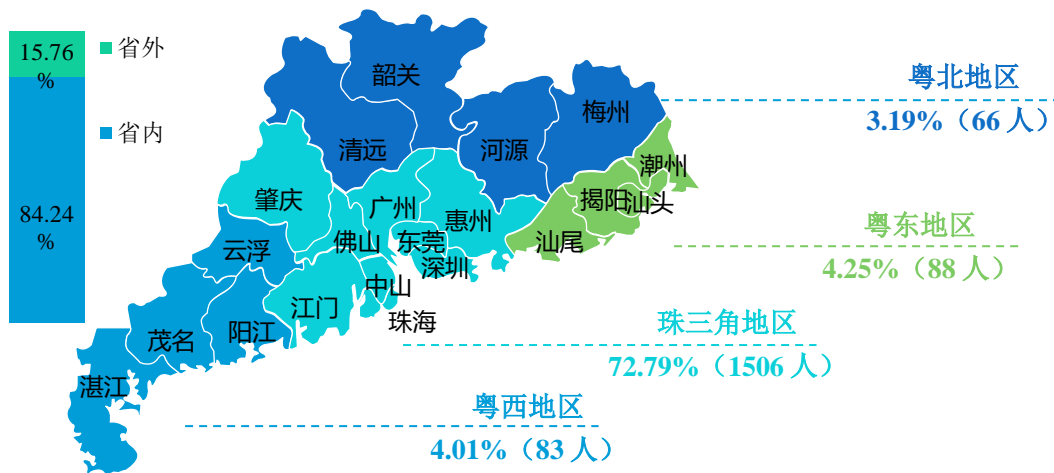 15.76
%
省外
省内
84.24
%
韶关
梅州
清远
河源
潮州
肇庆
广州
惠州
揭阳
汕头
云浮
佛山
东莞
汕尾
深圳
中山
江门
珠海
茂名
阳江
湛江
粤北地区
3.19%（66 人）
粤东地区
4.25%（88 人）
珠三角地区
72.79%（1506 人）
粤西地区
4.01%（83 人）